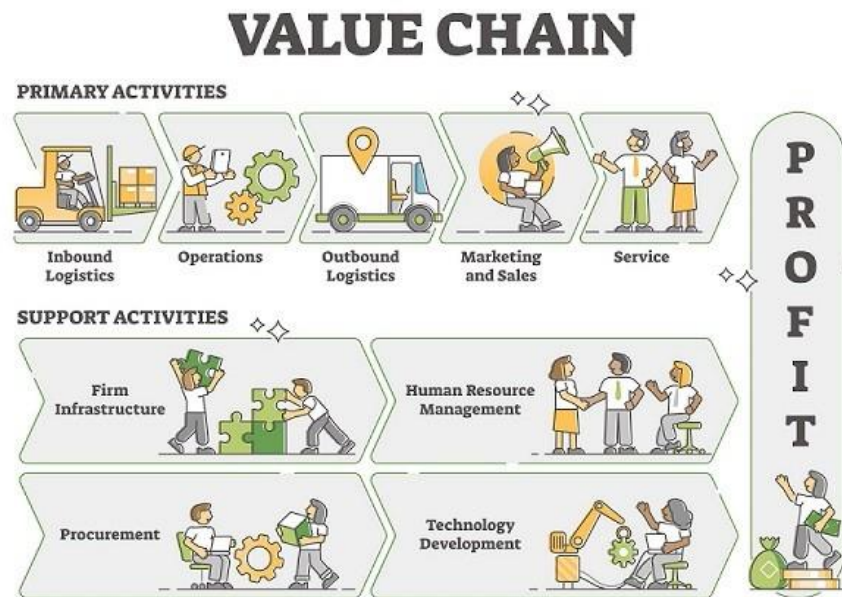 VALUE CHAIN
PRIMARY ACTIVITIES
Inbound
Logistics
Operations
Outbound
Logistics
Marketing
and Sales
Service
SUPPORT ACTIVITIES
Firm
Infrastructure
Human Resource
Management
Procurement
Technology
Development
PROFIT